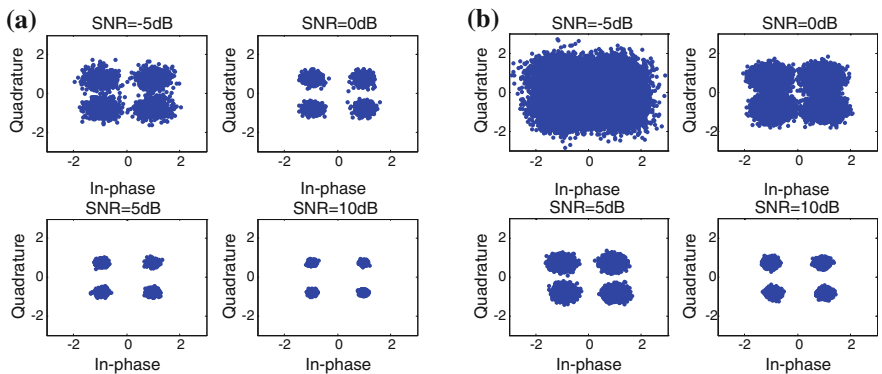 (a)
SNR=-5dB
SNR=0dB
Quadrature
2
0
-2
-2 0 2
In-phase
Quadrature
2
0
-2
-2 0 2
In-phase
SNR=5dB
SNR=10dB
Quadrature
2
0
-2
-2 0 2
In-phase
Quadrature
2
0
-2
-2 0 2
In-phase
(b)
SNR=-5dB
SNR=0dB
Quadrature
2
0
-2
-2 0 2
In-phase
Quadrature
2
0
-2
-2 0 2
In-phase
SNR=5dB
SNR=10dB
Quadrature
2
0
-2
-2 0 2
In-phase
Quadrature
2
0
-2
-2 0 2
In-phase